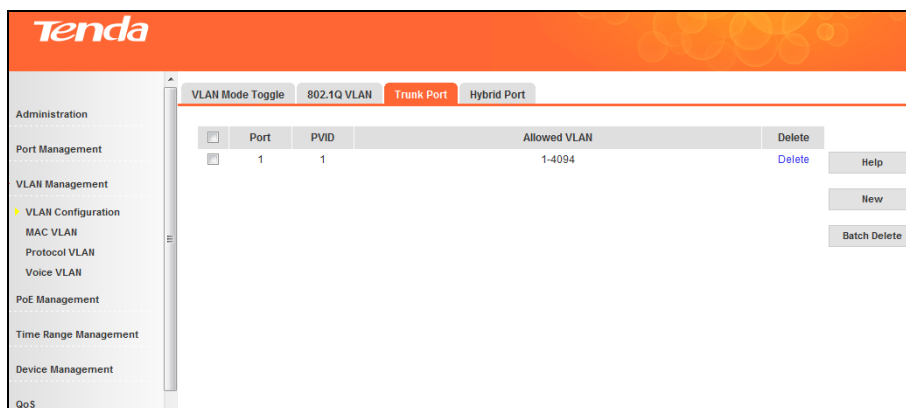 Tenda
VLAN Mode Toggle 802.1Q VLAN Trunk Port Hybrid Port
Administration
Port Management
VLAN Management
VLAN Configuration
MAC VLAN
Protocol VLAN
Voice VLAN
PoE Management
Time Range Management
Device Management
QoS
Port PVID Allowed VLAN Delete
1 1 1-4094 Delete
Help
New
Batch Delete